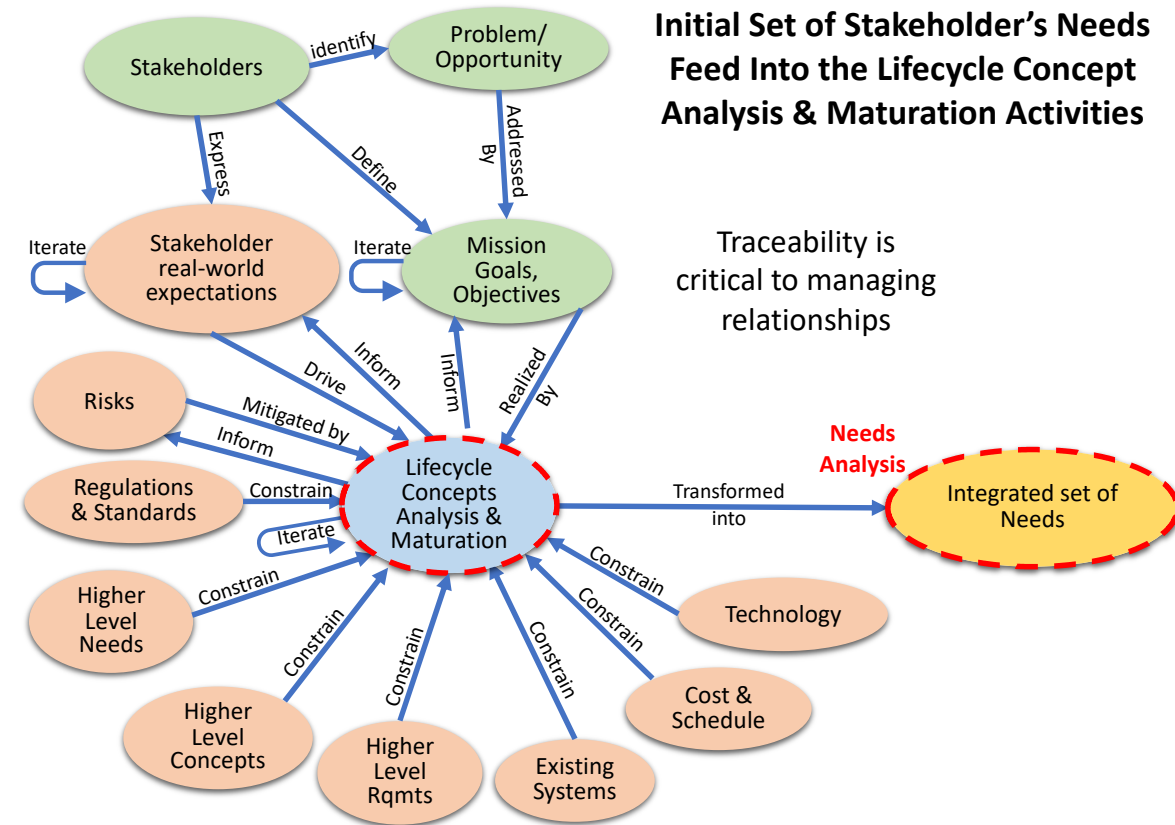 Initial Set of Stakeholder's Needs
Feed Into the Lifecycle Concept
Analysis & Maturation Activities
Stakeholders
identify
Problem/
Opportunity
Express
Define
Addressed
By
Iterate
Stakeholder
real-world
expectations
Iterate
Mission
Goals,
Objectives
Traceability is
critical to managing
relationships
Drive
Inform
Inform
Realized
By
Risks
Mitigated by
Inform
Regulations
& Standards
Constrain
Iterate
Lifecycle
Concepts
Analysis &
Maturation
Transformed
into
Needs
Analysis
Integrated set of
Needs
Higher
Level
Needs
Constrain
Constrain
Constrain
Constrain
Constrain
Constrain
Technology
Cost &
Schedule
Higher
Level
Concepts
Higher
Level
Rqmts
Existing
Systems